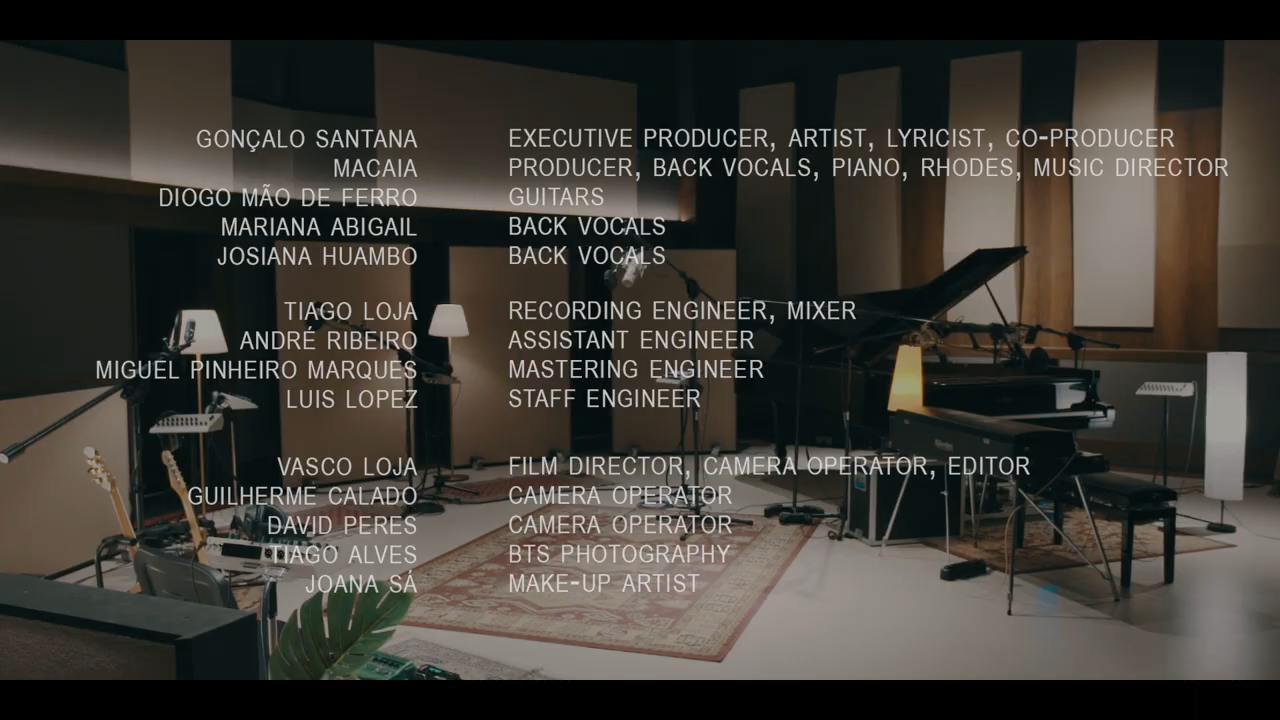 GONÇALO SANTANA EXECUTIVE PRODUCER, ARTIST, LYRICIST, CO-PRODUCER
MACAIA PRODUCER, BACK VOCALS, PIANO, RHODES, MUSIC DIRECTOR
DIOGO MÃO DE FERRO GUITARS
MARIANA ABIGAIL BACK VOCALS
JOSIANA HUAMBO BACK VOCALS
TIAGO LOJA RECORDING ENGINEER, MIXER
ANDRÉ RIBEIRO ASSISTANT ENGINEER
MIGUEL PINHEIRO MARQUES MASTERING ENGINEER
LUIS LOPEZ STAFF ENGINEER
VASCO LOJA FILM DIRECTOR, CAMERA OPERATOR, EDITOR
GUILHERME CALADO CAMERA OPERATOR
DAVID PERES CAMERA OPERATOR
TIAGO ALVES BTS PHOTOGRAPHY
JOANA SÁ MAKE-UP ARTIST